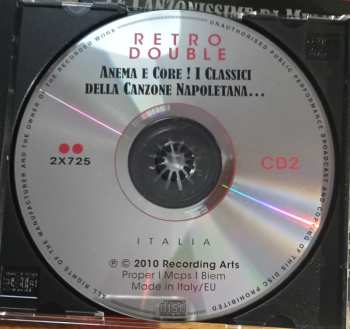 LANZONISSIME DI M
RETRO
DOUBLE
ANEMA E CORE ! I CLASSICI
DELLA CANZONE NAPOLETANA...
2X725
CD2
ITALIA
℗ © 2010 Recording Arts
Proper | Mcps | Biem
Made in Italy/EU
ALL RIGHTS OF THE MANUFACTURER AND THE OWNER OF THE RECORDED WORK • UNAUTHORISED PUBLIC PERFORMANCE, BROADCAST AND COPYING OF THIS DISC PROHIBITED